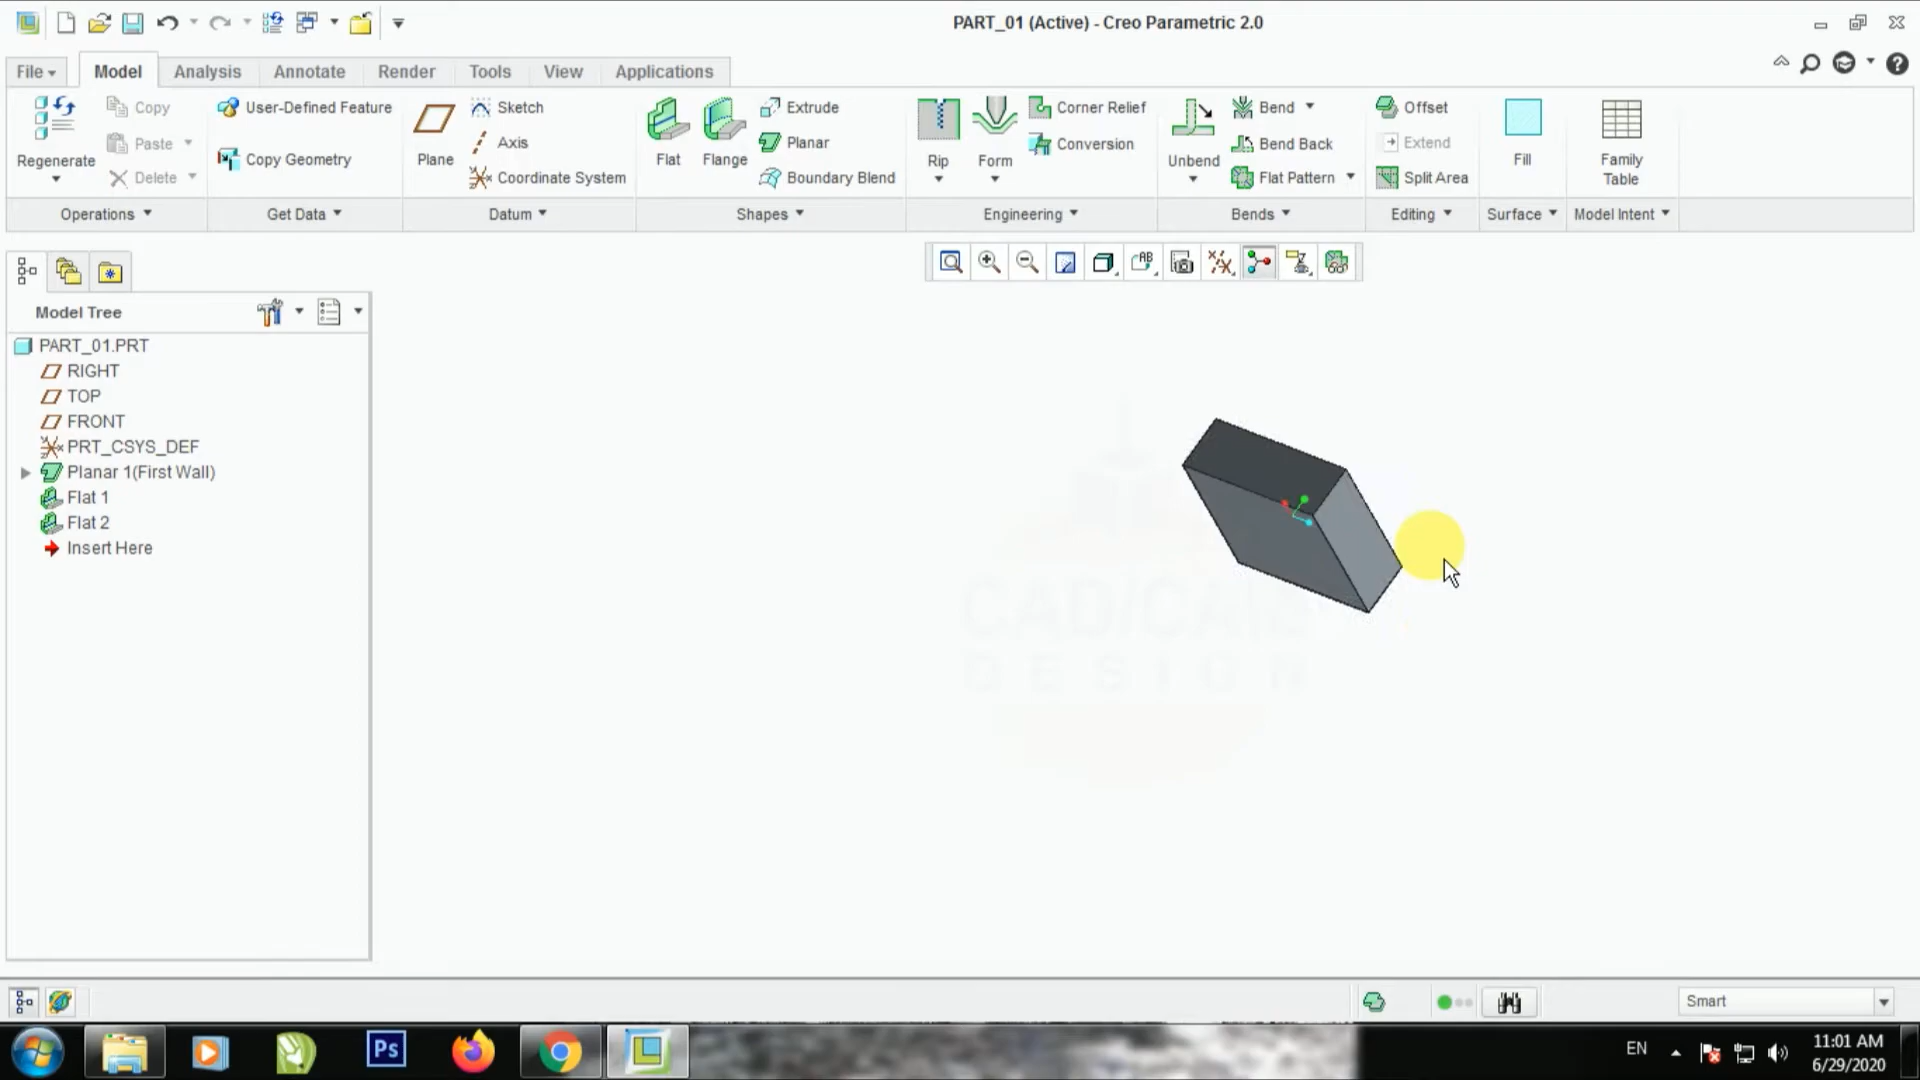 PART_01 (Active) - Creo Parametric 2.0
File Model Analysis Annotate Render Tools View Applications
Regenerate
Copy
Paste
Delete
User-Defined Feature
Copy Geometry
Plane
Sketch
Axis
Coordinate System
Flat
Flange
Extrude
Planar
Boundary Blend
Rip
Form
Corner Relief
Conversion
Unbend
Bend
Bend Back
Flat Pattern
Offset
Extend
Split Area
Fill
Family
Table
Operations Get Data Datum Shapes Engineering Bends Editing Surface Model Intent
Model Tree
PART_01.PRT
RIGHT
TOP
FRONT
PRT_CSYS_DEF
Planar 1(First Wall)
Flat 1
Flat 2
Insert Here
DESIGN
Smart
Ps
EN
11:01 AM
6/29/2020